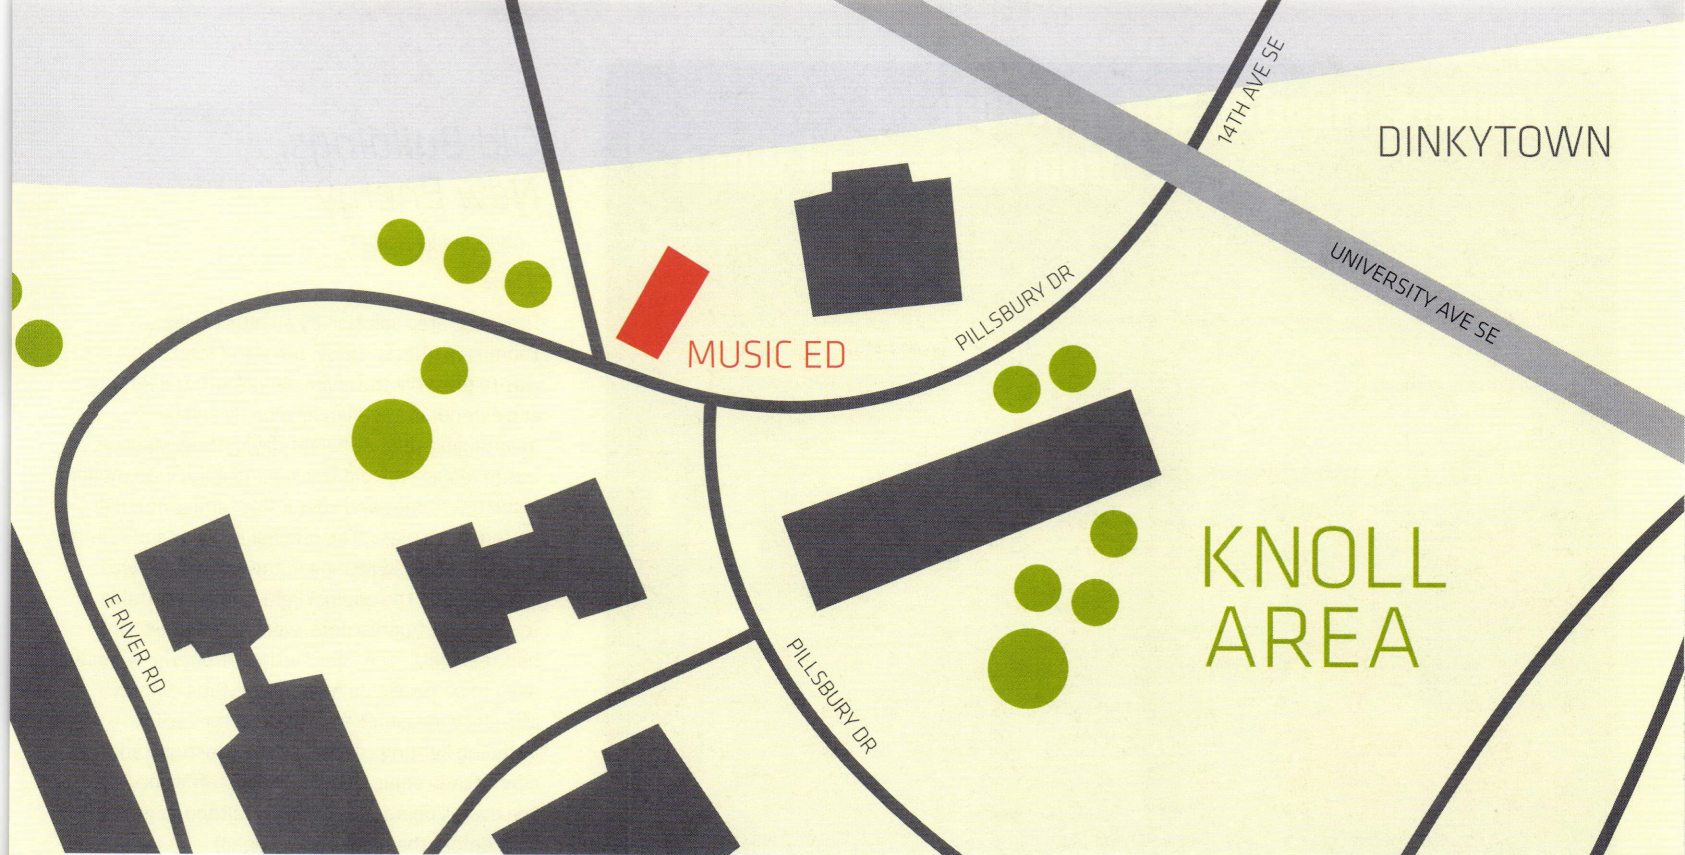 14TH AVE SE
DINKYTOWN
UNIVERSITY AVE SE
PILLSBURY DR
MUSIC ED
KNOLL
AREA
E RIVER RD
PILLSBURY DR